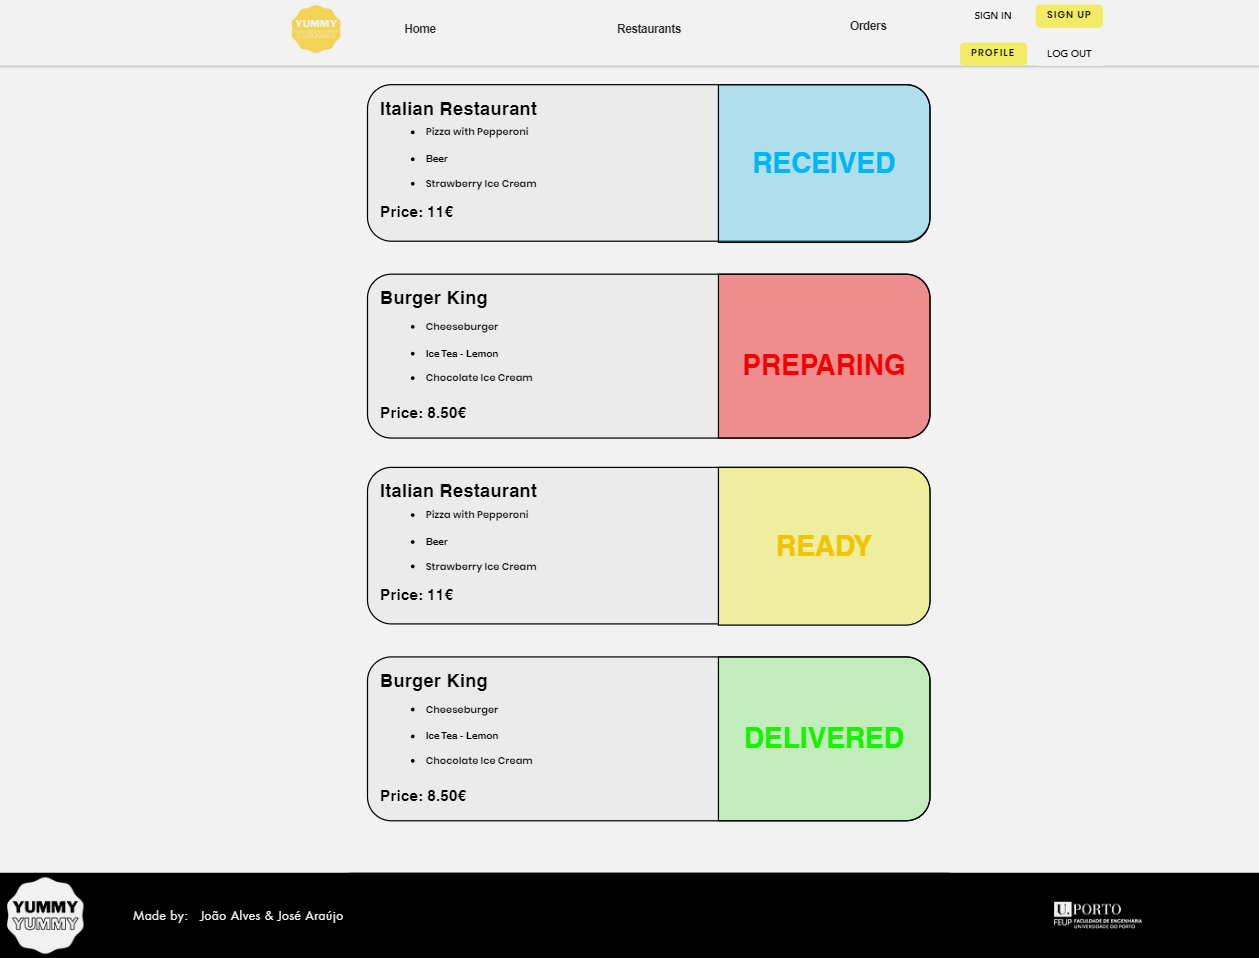 YUMMY
YUMMY
Home
Restaurants
Orders
SIGN IN
SIGN UP
PROFILE
LOG OUT
Italian Restaurant
Pizza with Pepperoni
Beer
Strawberry Ice Cream
Price: 11€
RECEIVED
Burger King
Cheeseburger
Ice Tea - Lemon
Chocolate Ice Cream
Price: 8.50€
PREPARING
Italian Restaurant
Pizza with Pepperoni
Beer
Strawberry Ice Cream
Price: 11€
READY
Burger King
Cheeseburger
Ice Tea - Lemon
Chocolate Ice Cream
Price: 8.50€
DELIVERED
YUMMY
YUMMY
Made by: João Alves & José Araújo
U. PORTO
FEUP FACULDADE DE ENGENHARIA
UNIVERSIDADE DO PORTO